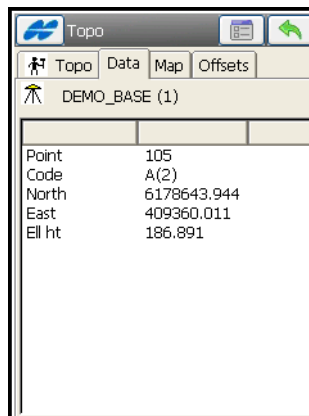 Topo
Topo Data Map Offsets
DEMO_BASE (1)
Point 105
Code A(2)
North 6178643.944
East 409360.011
Ell ht 186.891